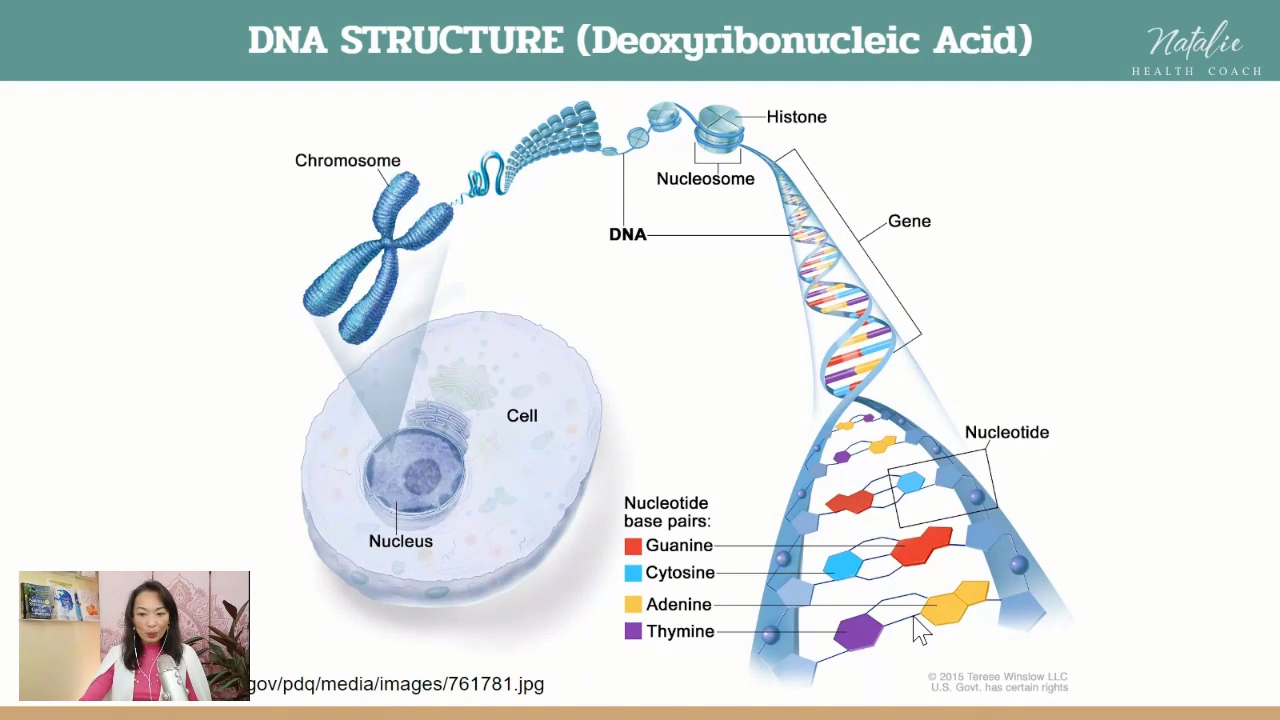 DNA STRUCTURE (Deoxyribonucleic Acid)
Natalie
HEALTH COACH
Chromosome
Histone
Nucleosome
DNA
Gene
Cell
Nucleus
Nucleotide
Nucleotide
base pairs:
Guanine
Cytosine
Adenine
Thymine
gov/pdq/media/images/761781.jpg
© 2015 Terese Winslow LLC
U.S. Govt. has certain rights